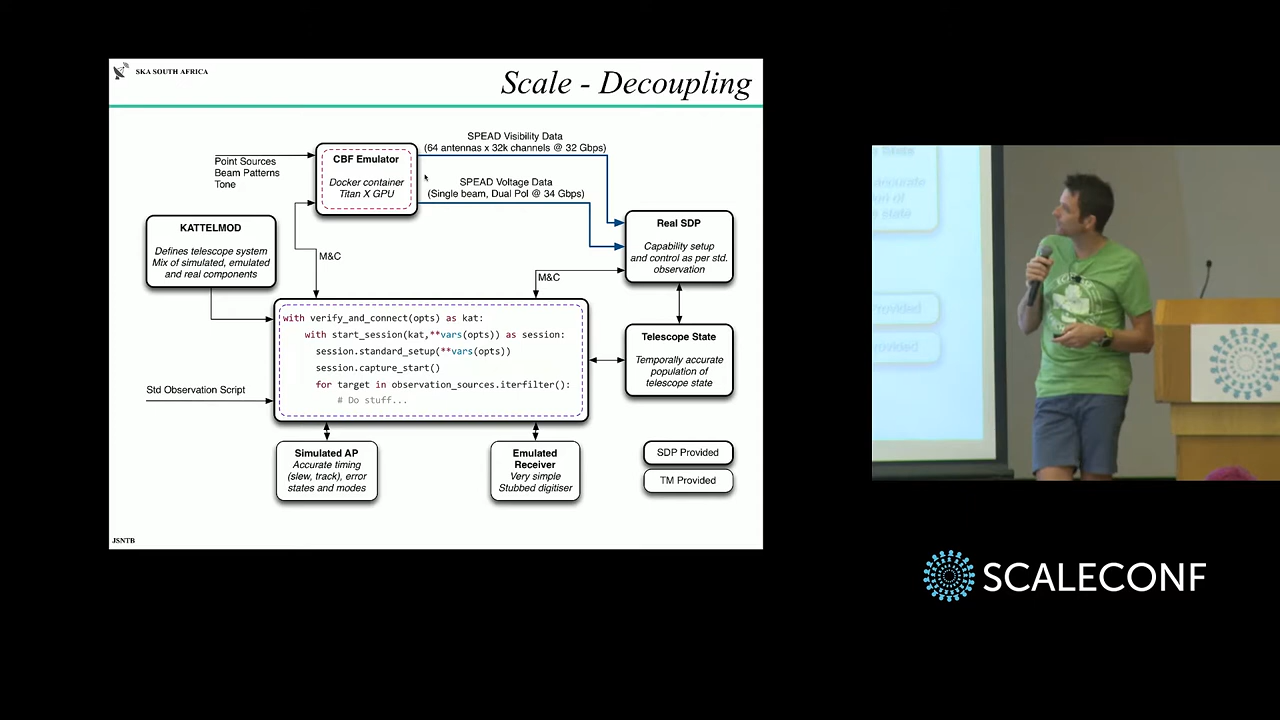 SKA SOUTH AFRICA
Scale - Decoupling
SPEAD Visibility Data
(64 antennas x 32k channels @ 32 Gbps)
CBF Emulator
Docker container
Titan X GPU
Point Sources
Beam Patterns
Tone
SPEAD Voltage Data
(Single beam, Dual Pol @ 34 Gbps)
KATTELMOD
Defines telescope system
Mix of simulated, emulated
and real components
M&C
Real SDP
Capability setup
and control as per std.
observation
M&C
with verify_and_connect(opts) as kat:
with start_session(kat,**vars(opts)) as session:
session.standard_setup(**vars(opts))
session.capture_start()
for target in observation_sources.iterfilter():
# Do stuff...
Telescope State
Temporally accurate
population of
telescope state
Std Observation Script
Simulated AP
Accurate timing
(slew, track), error
states and modes
Emulated
Receiver
Very simple
Stubbed digitiser
SDP Provided
TM Provided
JSNTB
SCALECONF